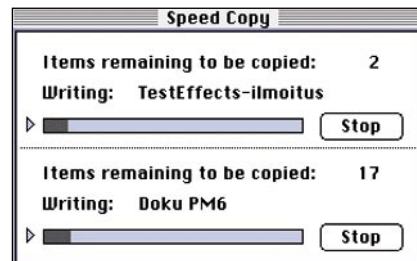 Speed Copy
Items remaining to be copied: 2
Writing: TestEffects-ilmoitus
Stop
Items remaining to be copied: 17
Writing: Doku PM6
Stop